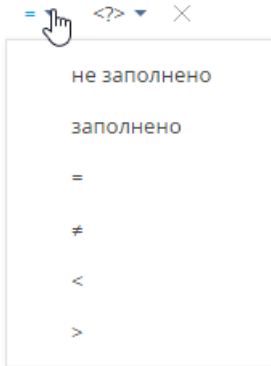 = <?>
не заполнено
заполнено
=
≠
<
>